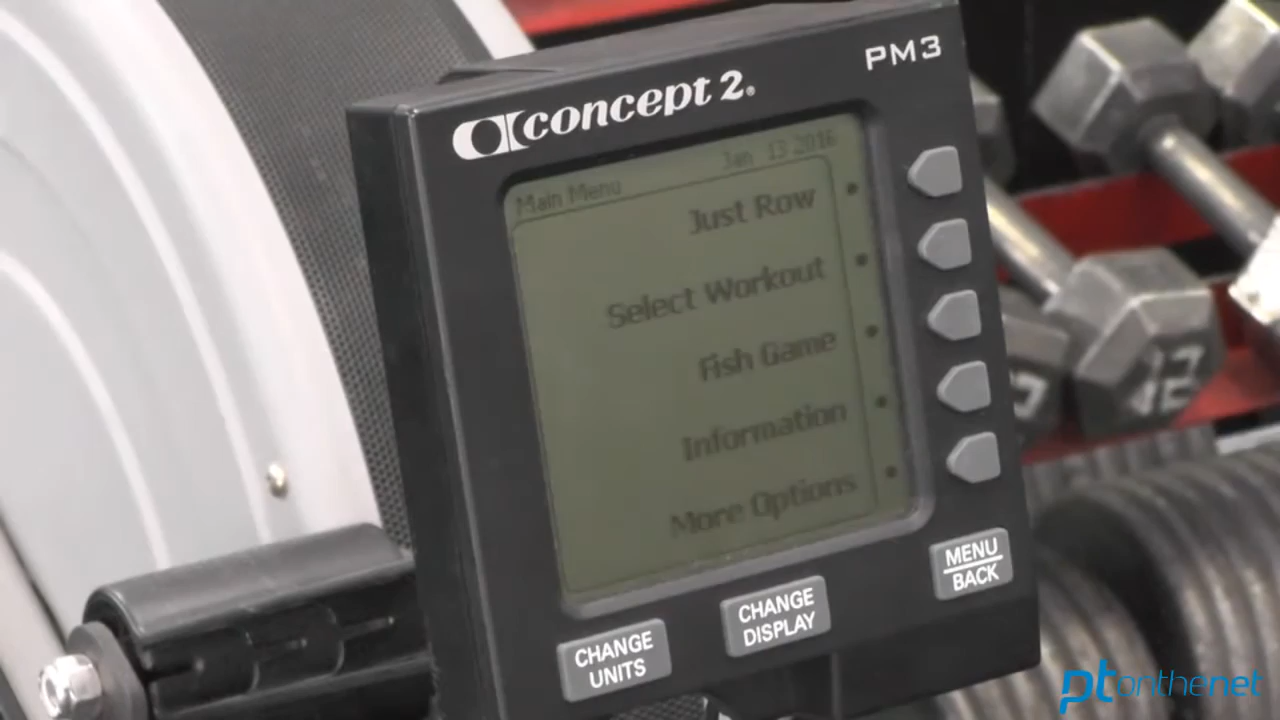 PM3
concept 2®
Main Menu Jan 13 2016
Just Row
Select Workout
Fish Game
Information
More Options
MENU
BACK
CHANGE
DISPLAY
CHANGE
UNITS
12
ptonthenet